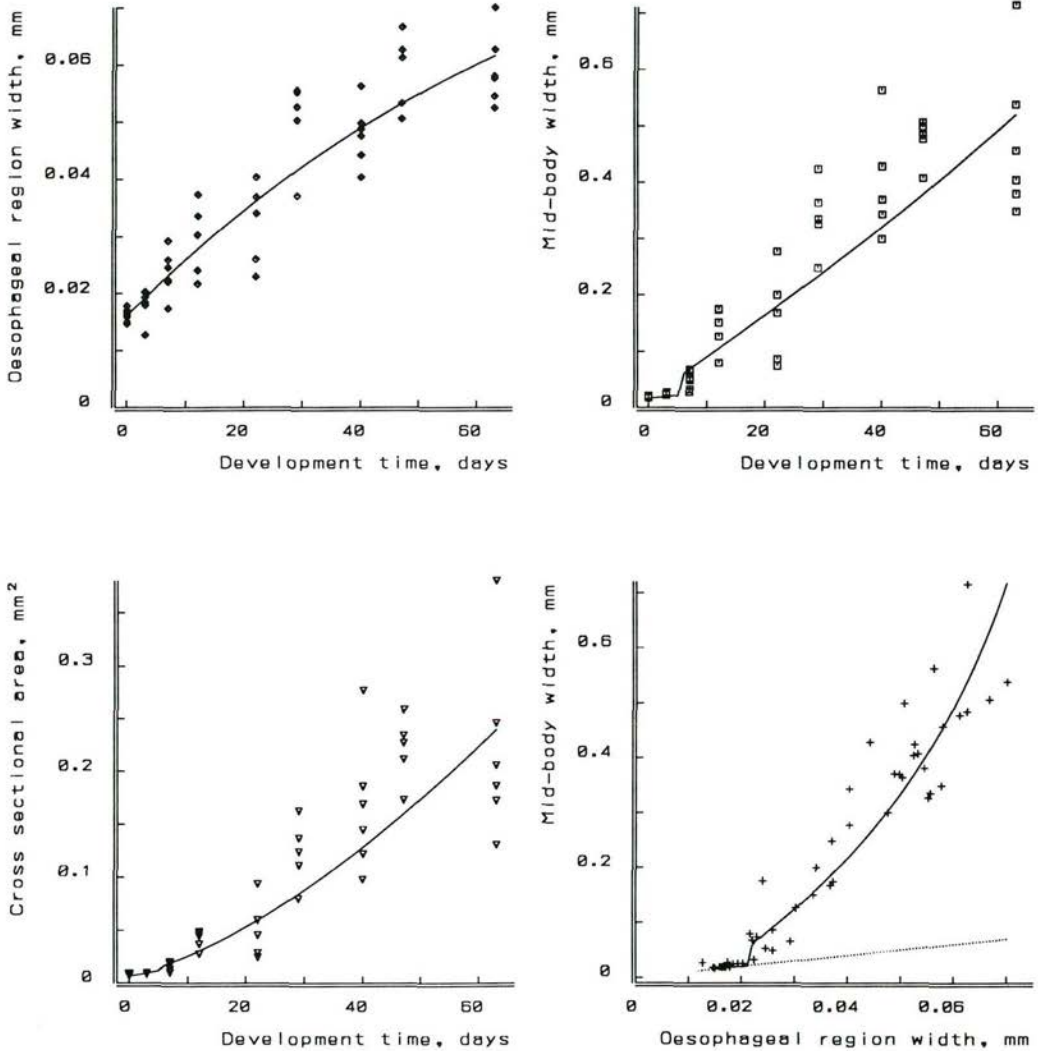 Oesophageal region width, mm
0.06
0.04
0.02
0
0 20 40 60
Development time, days
Mid-body width, mm
0.6
0.4
0.2
0
0 20 40 60
Development time, days
Cross sectional area, mm²
0.3
0.2
0.1
0
0 20 40 60
Development time, days
Mid-body width, mm
0.6
0.4
0.2
0
0 0.02 0.04 0.06
Oesophageal region width, mm